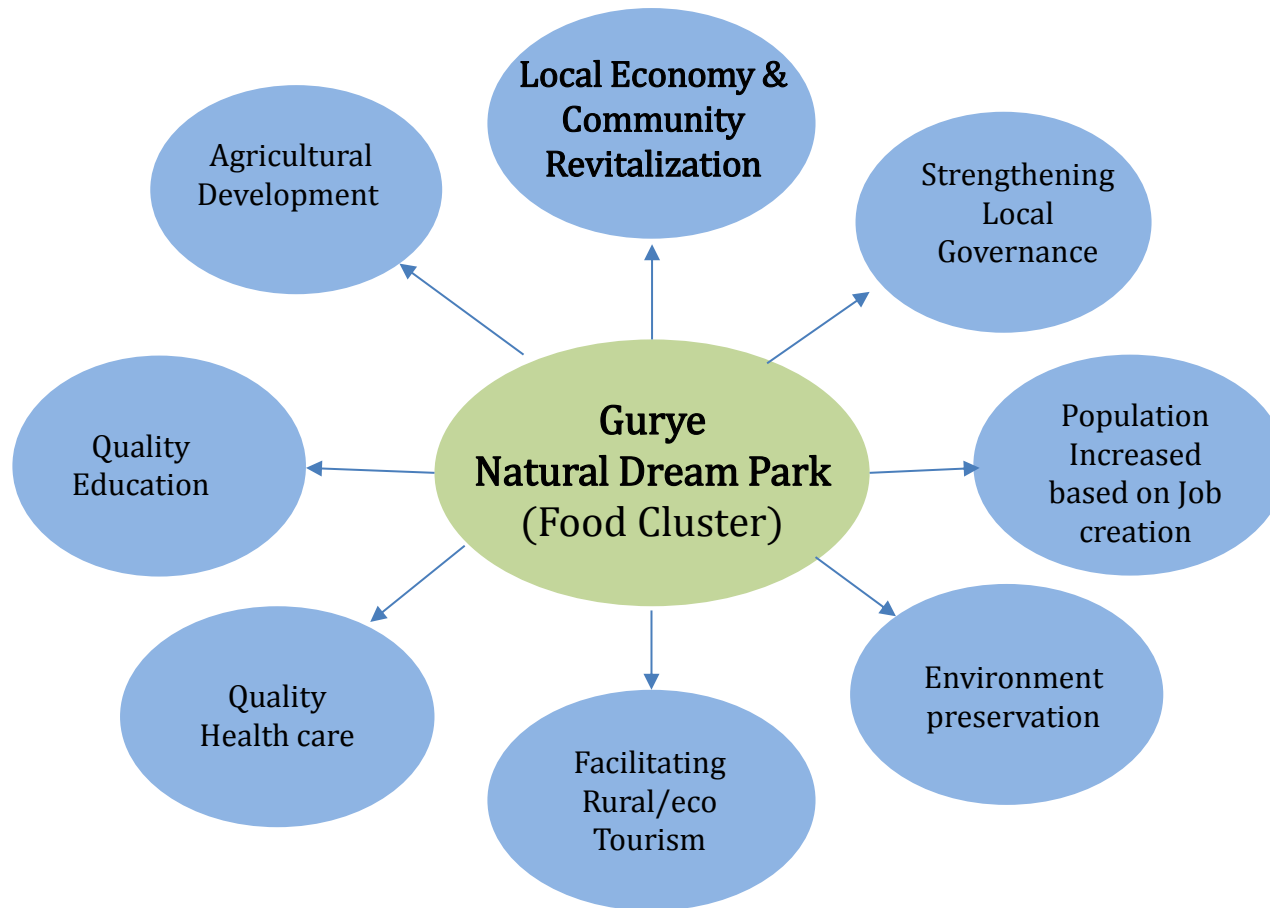 Local Economy &
Community
Revitalization
Agricultural
Development
Strengthening
Local
Governance
Gurye
Natural Dream Park
(Food Cluster)
Quality
Education
Population
Increased
based on Job
creation
Quality
Health care
Environment
preservation
Facilitating
Rural/eco
Tourism